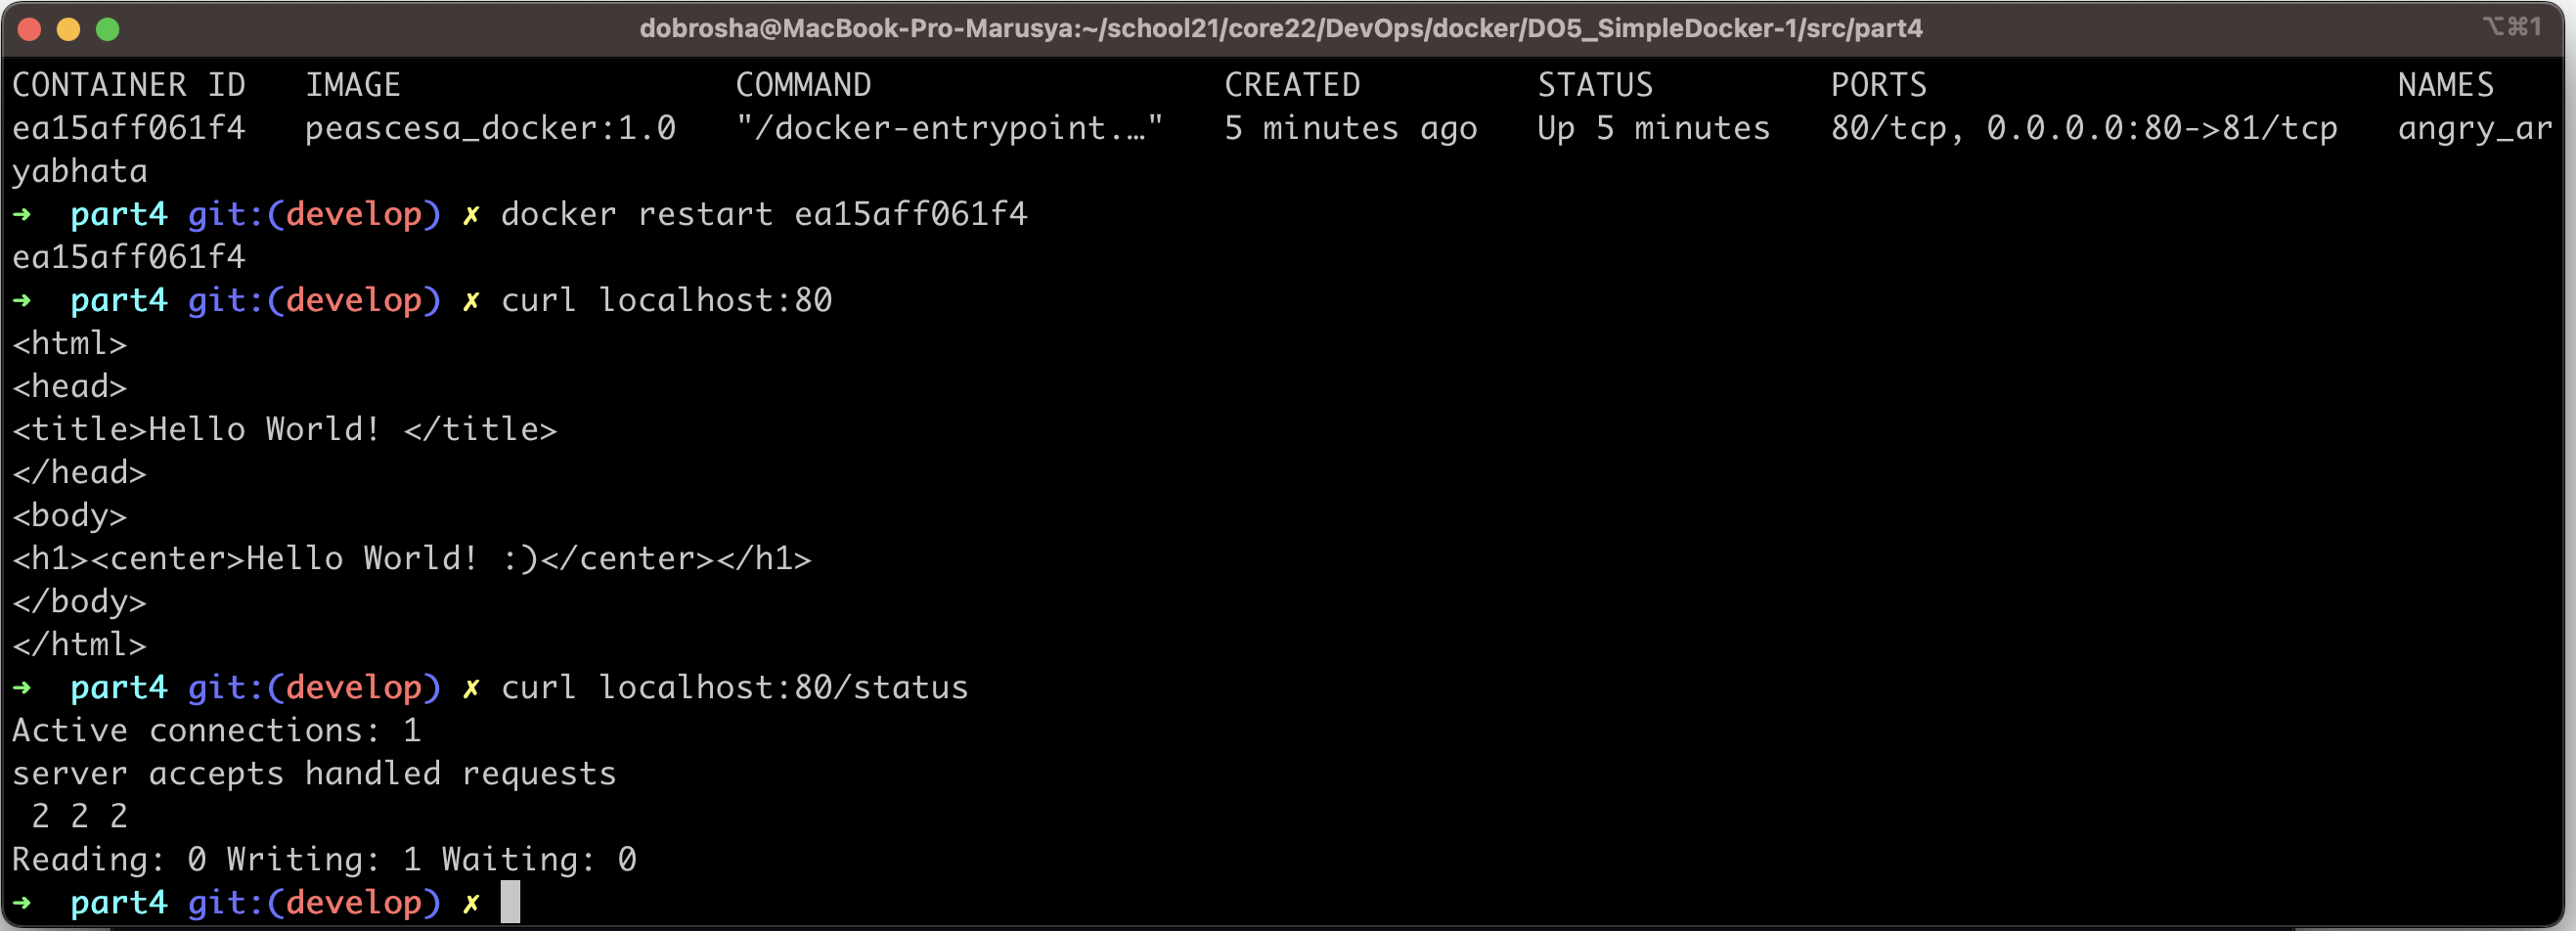 dobrosha@MacBook-Pro-Marusya:~/school21/core22/DevOps/docker/DO5_SimpleDocker-1/src/part4 ⌥⌘1
CONTAINER ID   IMAGE                 COMMAND                  CREATED         STATUS         PORTS                        NAMES
ea15aff061f4   peascesa_docker:1.0   "/docker-entrypoint.…"   5 minutes ago   Up 5 minutes   80/tcp, 0.0.0.0:80->81/tcp   angry_ar
yabhata
➜  part4 git:(develop) ✗ docker restart ea15aff061f4
ea15aff061f4
➜  part4 git:(develop) ✗ curl localhost:80
<html>
<head>
<title>Hello World! </title>
</head>
<body>
<h1><center>Hello World! :)</center></h1>
</body>
</html>
➜  part4 git:(develop) ✗ curl localhost:80/status
Active connections: 1
server accepts handled requests
 2 2 2
Reading: 0 Writing: 1 Waiting: 0
➜  part4 git:(develop) ✗